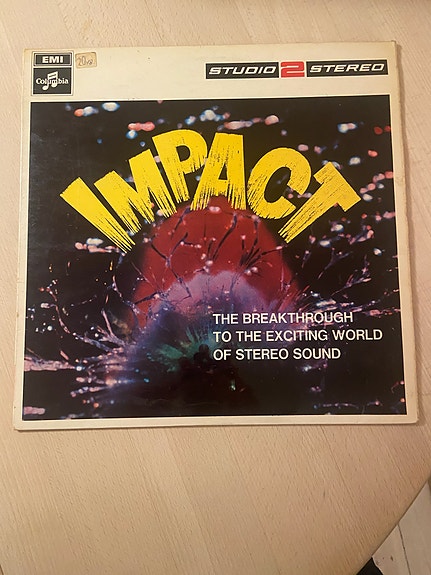 EMI
Columbia
STUDIO 2 STEREO
IMPACT
THE BREAKTHROUGH
TO THE EXCITING WORLD
OF STEREO SOUND